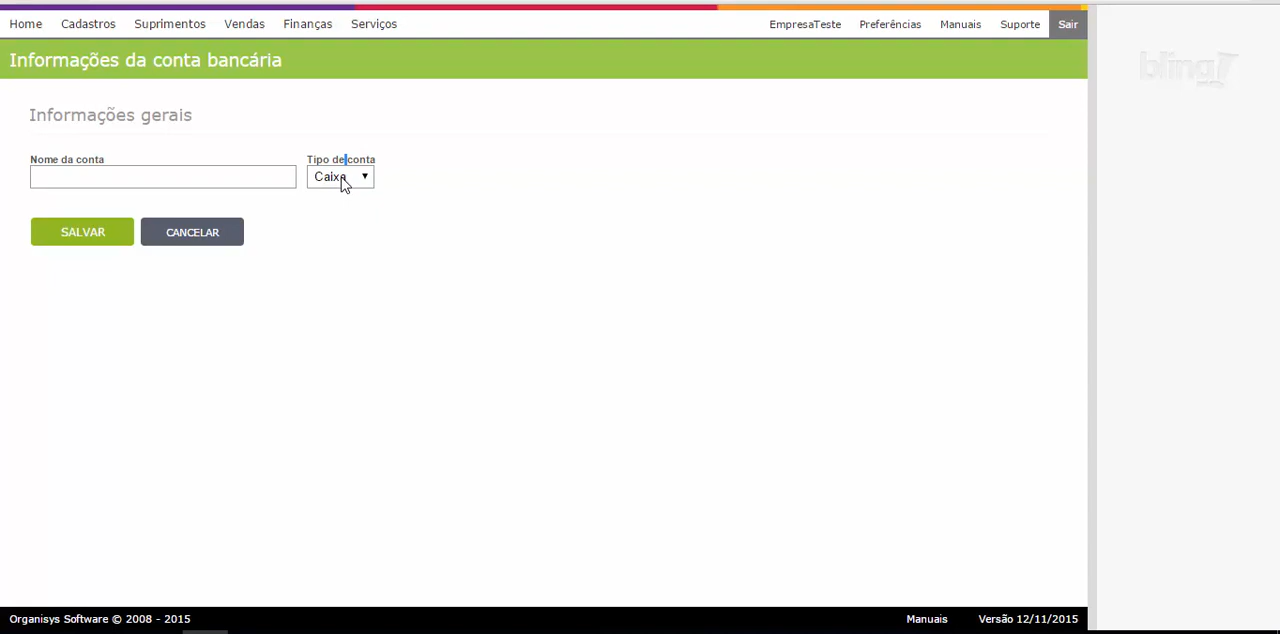 Home Cadastros Suprimentos Vendas Finanças Serviços EmpresaTeste Preferências Manuais Suporte Sair
Informações da conta bancária
bling
Informações gerais
Nome da conta Tipo de conta
Caixa
SALVAR CANCELAR
Organisys Software © 2008 - 2015 Manuais Versão 12/11/2015